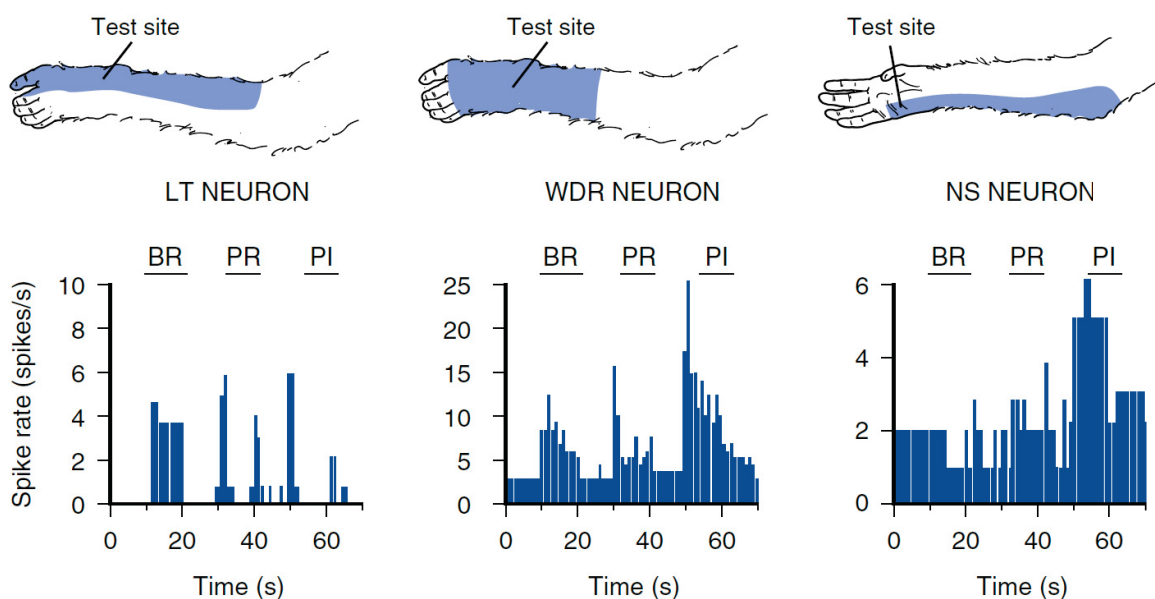 Test site
Test site
Test site
LT NEURON
WDR NEURON
NS NEURON
BR PR PI
BR PR PI
BR PR PI
Spike rate (spikes/s)
10
8
6
4
2
0
0 20 40 60
Time (s)
25
20
15
10
5
0
0 20 40 60
Time (s)
6
4
2
0
0 20 40 60
Time (s)